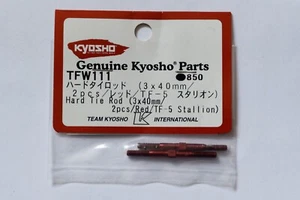 KYOSHO
Genuine Kyosho Parts
TFW111 850
ハードタイロッド (3x40mm/
2pcs/レッド/TF-5 スタリオン)
Hard Tie Rod (3x40mm/
2pcs/Red/TF-5 Stallion)
TEAM KYOSHO K INTERNATIONAL